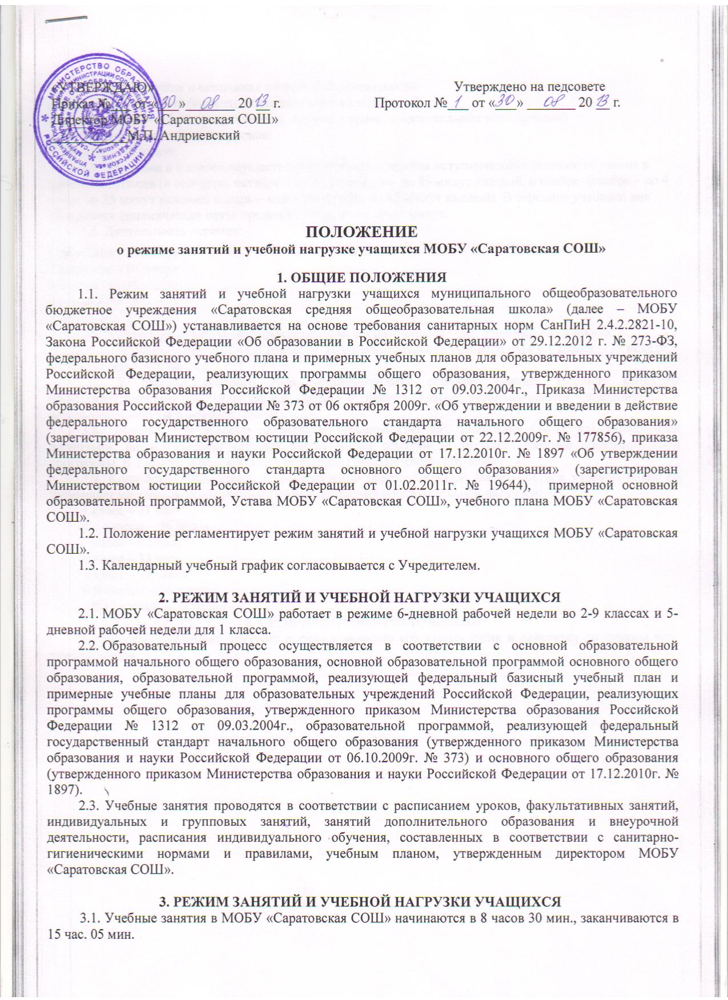 «УТВЕРЖДАЮ» Утверждено на педсовете
Приказ № от «30» 08 2013 г. Протокол № 1 от «30» 08 2013 г.
Директор МОБУ «Саратовская СОШ»
М.П. Андриевский
ПОЛОЖЕНИЕ
о режиме занятий и учебной нагрузке учащихся МОБУ «Саратовская СОШ»
1. ОБЩИЕ ПОЛОЖЕНИЯ
1.1. Режим занятий и учебной нагрузки учащихся муниципального общеобразовательного
бюджетное учреждения «Саратовская средняя общеобразовательная школа» (далее – МОБУ
«Саратовская СОШ») устанавливается на основе требования санитарных норм СанПиН 2.4.2.2821-10,
Закона Российской Федерации «Об образовании в Российской Федерации» от 29.12.2012 г. № 273-ФЗ,
федерального базисного учебного плана и примерных учебных планов для образовательных учреждений
Российской Федерации, реализующих программы общего образования, утвержденного приказом
Министерства образования Российской Федерации № 1312 от 09.03.2004г., Приказа Министерства
образования Российской Федерации № 373 от 06 октября 2009г. «Об утверждении и введении в действие
федерального государственного образовательного стандарта начального общего образования»
(зарегистрирован Министерством юстиции Российской Федерации от 22.12.2009г. № 177856), приказа
Министерства образования и науки Российской Федерации от 17.12.2010г. № 1897 «Об утверждении
федерального государственного стандарта основного общего образования» (зарегистрирован
Министерством юстиции Российской Федерации от 01.02.2011г. № 19644), примерной основной
образовательной программой, Устава МОБУ «Саратовская СОШ», учебного плана МОБУ «Саратовская
СОШ».
1.2. Положение регламентирует режим занятий и учебной нагрузки учащихся МОБУ «Саратовская
СОШ».
1.3. Календарный учебный график согласовывается с Учредителем.
2. РЕЖИМ ЗАНЯТИЙ И УЧЕБНОЙ НАГРУЗКИ УЧАЩИХСЯ
2.1. МОБУ «Саратовская СОШ» работает в режиме 6-дневной рабочей недели во 2-9 классах и 5-
дневной рабочей недели для 1 класса.
2.2. Образовательный процесс осуществляется в соответствии с основной образовательной
программой начального общего образования, основной образовательной программой основного общего
образования, образовательной программой, реализующей федеральный базисный учебный план и
примерные учебные планы для образовательных учреждений Российской Федерации, реализующих
программы общего образования, утвержденного приказом Министерства образования Российской
Федерации № 1312 от 09.03.2004г., образовательной программой, реализующей федеральный
государственный стандарт начального общего образования (утвержденного приказом Министерства
образования и науки Российской Федерации от 06.10.2009г. № 373) и основного общего образования
(утвержденного приказом Министерства образования и науки Российской Федерации от 17.12.2010г. №
1897).
2.3. Учебные занятия проводятся в соответствии с расписанием уроков, факультативных занятий,
индивидуальных и групповых занятий, занятий дополнительного образования и внеурочной
деятельности, расписания индивидуального обучения, составленных в соответствии с санитарно-
гигиеническими нормами и правилами, учебным планом, утвержденным директором МОБУ
«Саратовская СОШ».
3. РЕЖИМ ЗАНЯТИЙ И УЧЕБНОЙ НАГРУЗКИ УЧАЩИХСЯ
3.1. Учебные занятия в МОБУ «Саратовская СОШ» начинаются в 8 часов 30 мин., заканчиваются в
15 час. 05 мин.